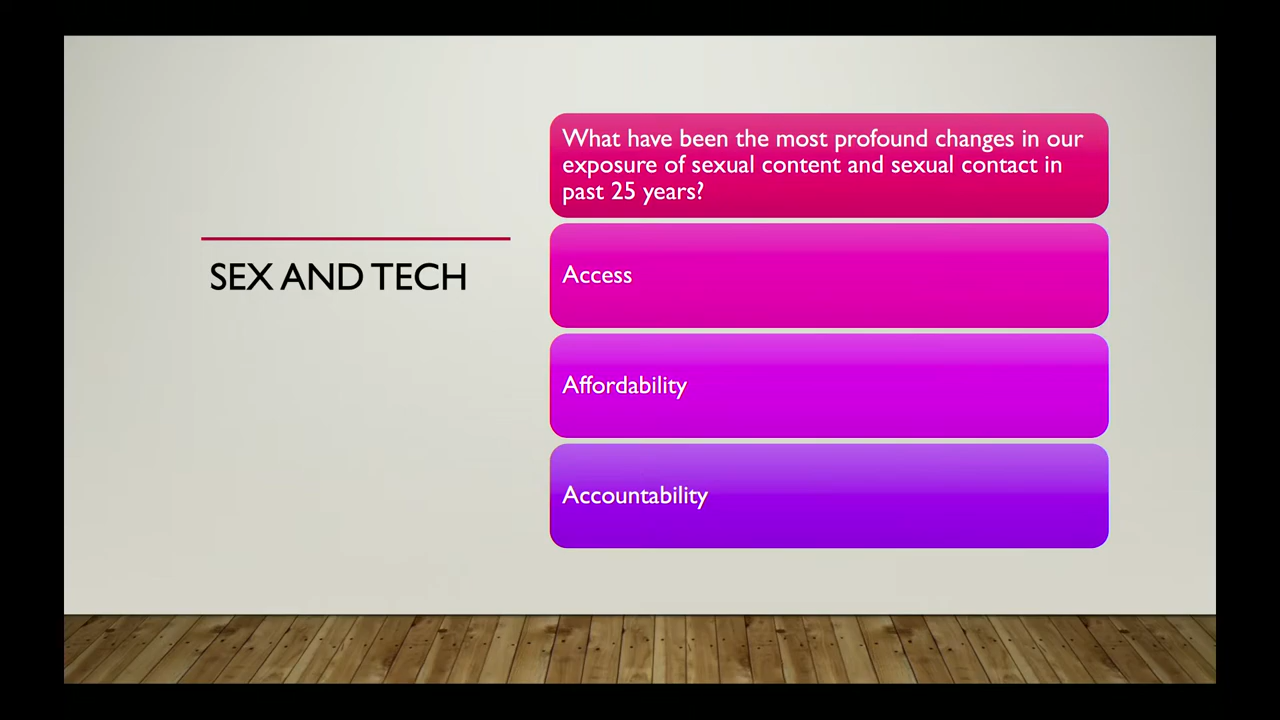 SEX AND TECH
What have been the most profound changes in our
exposure of sexual content and sexual contact in
past 25 years?
Access
Affordability
Accountability